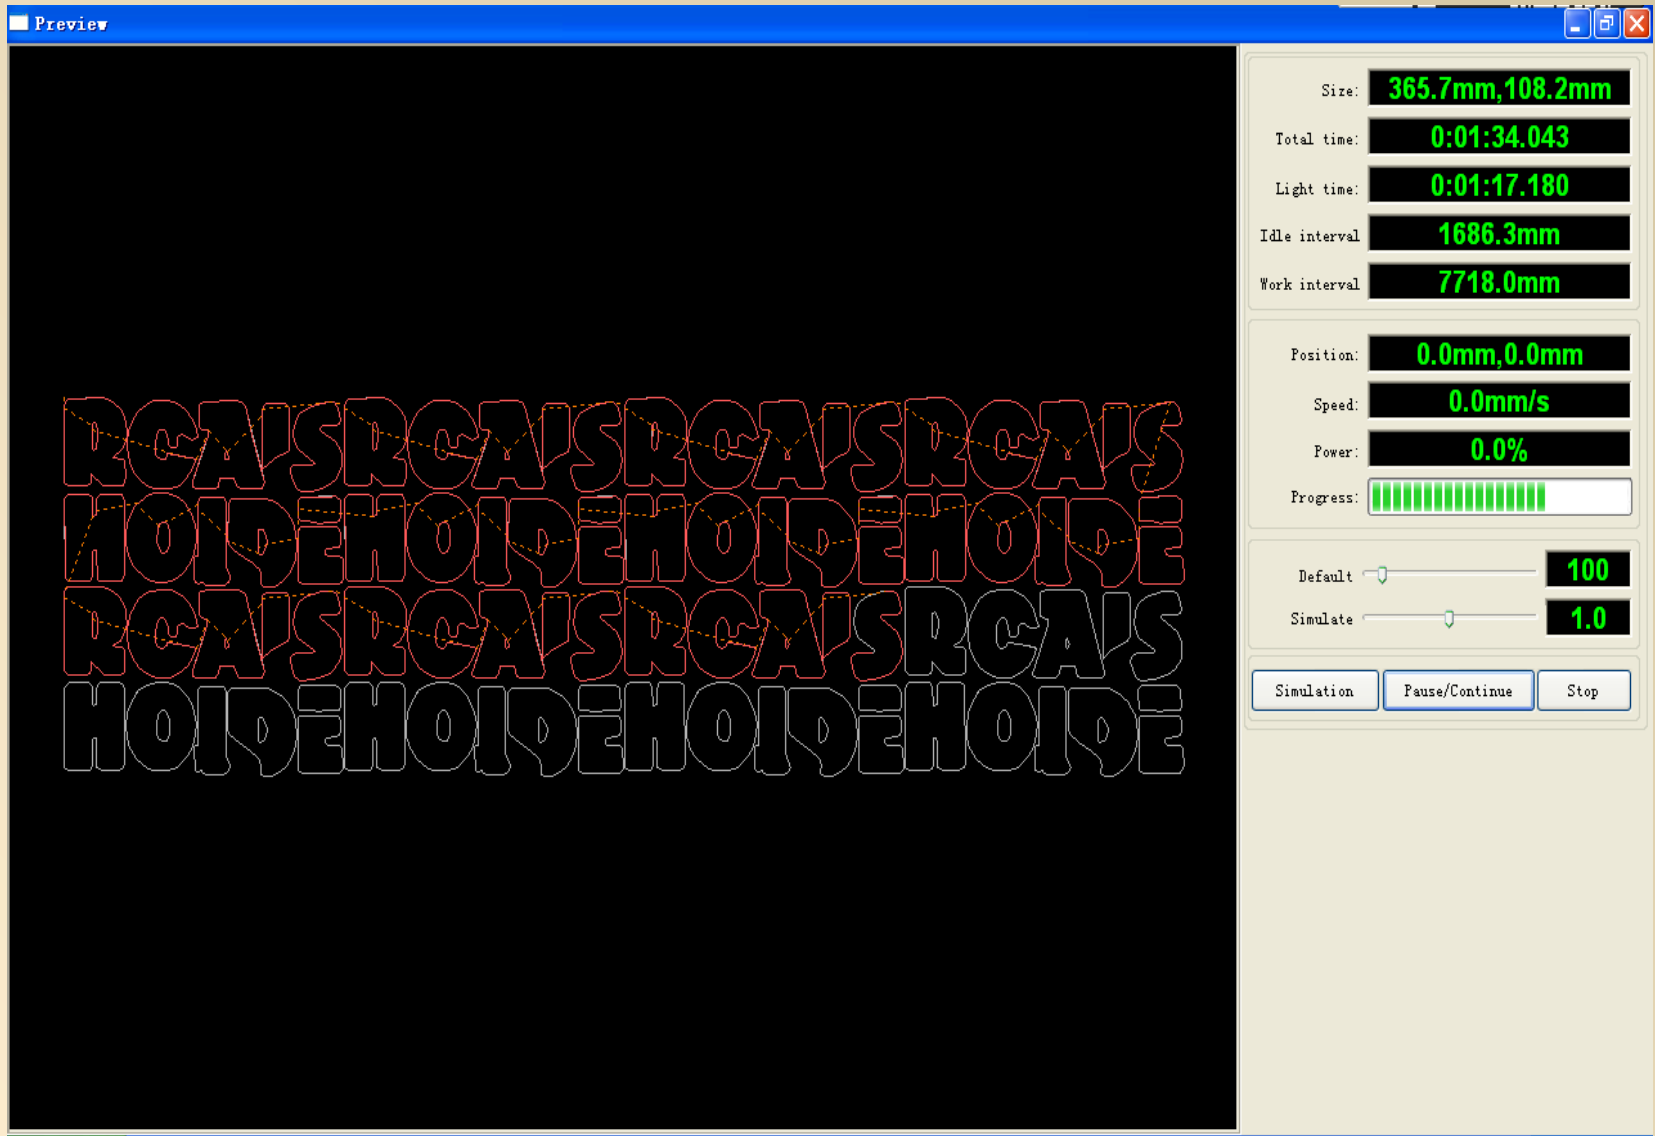 Preview
Size: 365.7mm,108.2mm
Total time: 0:01:34.043
Light time: 0:01:17.180
Idle interval 1686.3mm
Work interval 7718.0mm
Position: 0.0mm,0.0mm
Speed: 0.0mm/s
Power: 0.0%
Progress:
Default 100
Simulate 1.0
Simulation Pause/Continue Stop
RCA'SRCA'SRCA'SRCA'S
HOIDEHOIDEHOIDEHOIDE
RCA'SRCA'SRCA'SRCA'S
HOIDEHOIDEHOIDEHOIDE